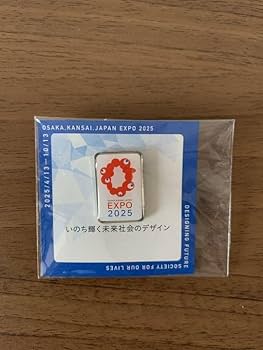 OSAKA, KANSAI, JAPAN EXPO 2025
2025/4/13—10/13
EXPO
2025
いのち輝く未来社会のデザイン
DESIGNING FUTURE
SOCIETY FOR OUR LIVES